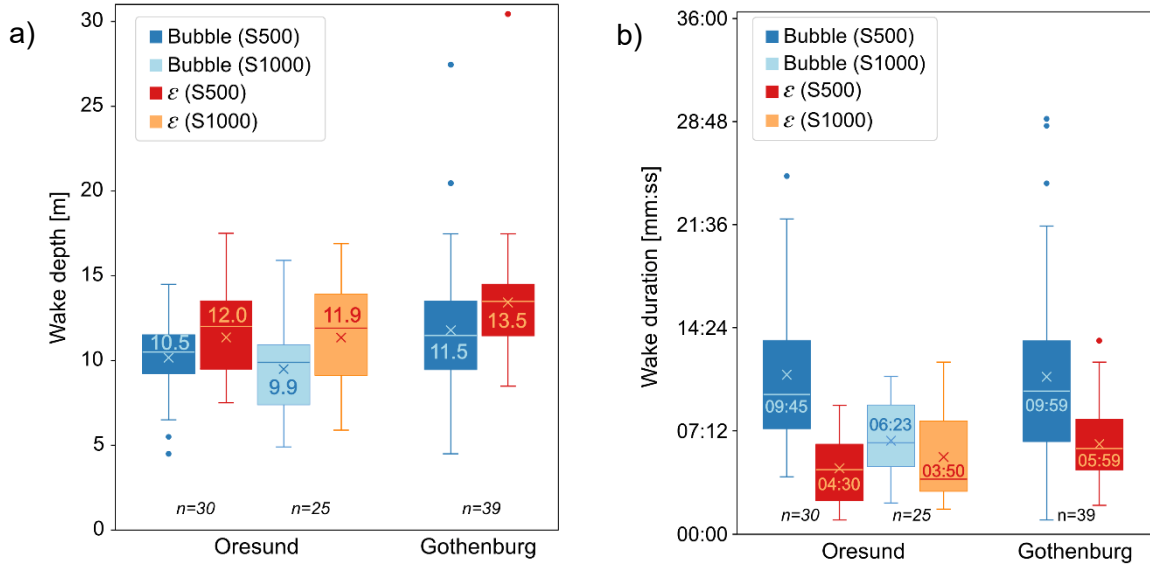 a)
Wake depth [m]
30
25
20
15
10
5
0
Bubble (S500)
Bubble (S1000)
ε (S500)
ε (S1000)
10.5
12.0
9.9
11.9
11.5
13.5
n=30
n=25
n=39
Oresund
Gothenburg
b)
Wake duration [mm:ss]
36:00
28:48
21:36
14:24
07:12
00:00
Bubble (S500)
Bubble (S1000)
ε (S500)
ε (S1000)
09:45
04:30
06:23
03:50
09:59
05:59
n=30
n=25
n=39
Oresund
Gothenburg